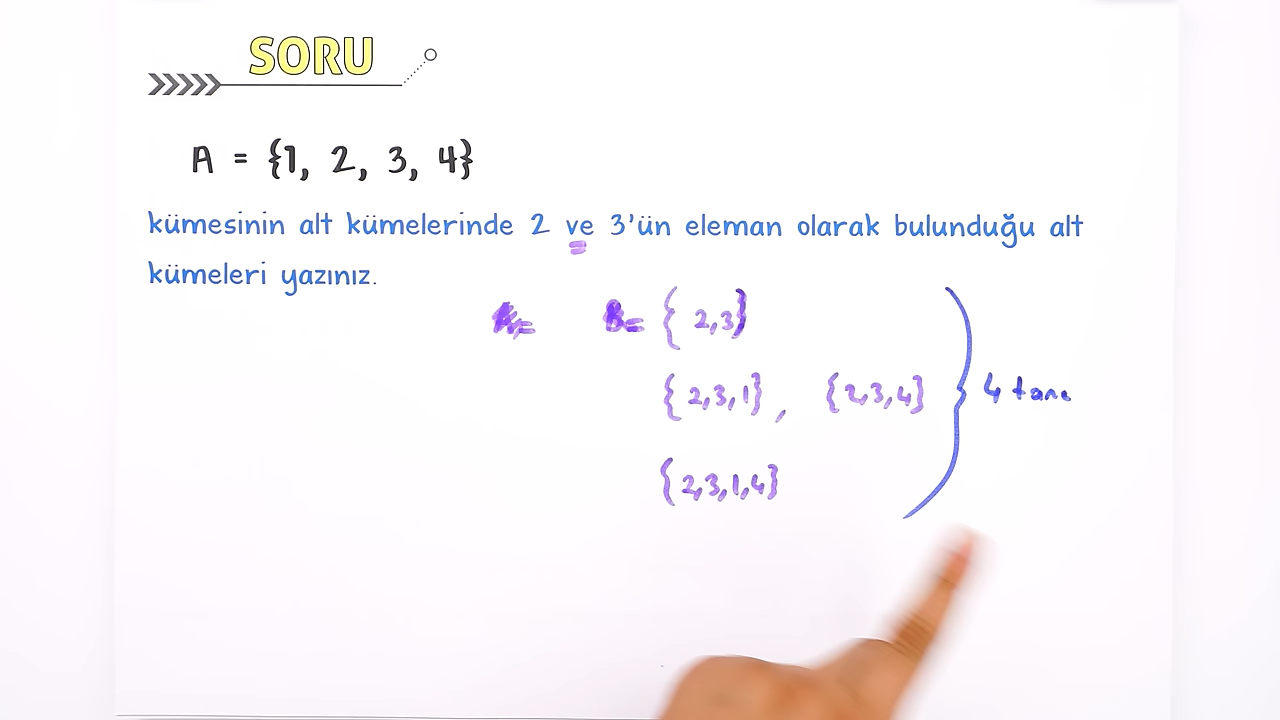 SORU
A = {1, 2, 3, 4}
kümesinin alt kümelerinde 2 ve 3'ün eleman olarak bulunduğu alt
kümeleri yazınız.
{2,3}
{2,3,1}, {2,3,4} 4 tane
{2,3,1,4}